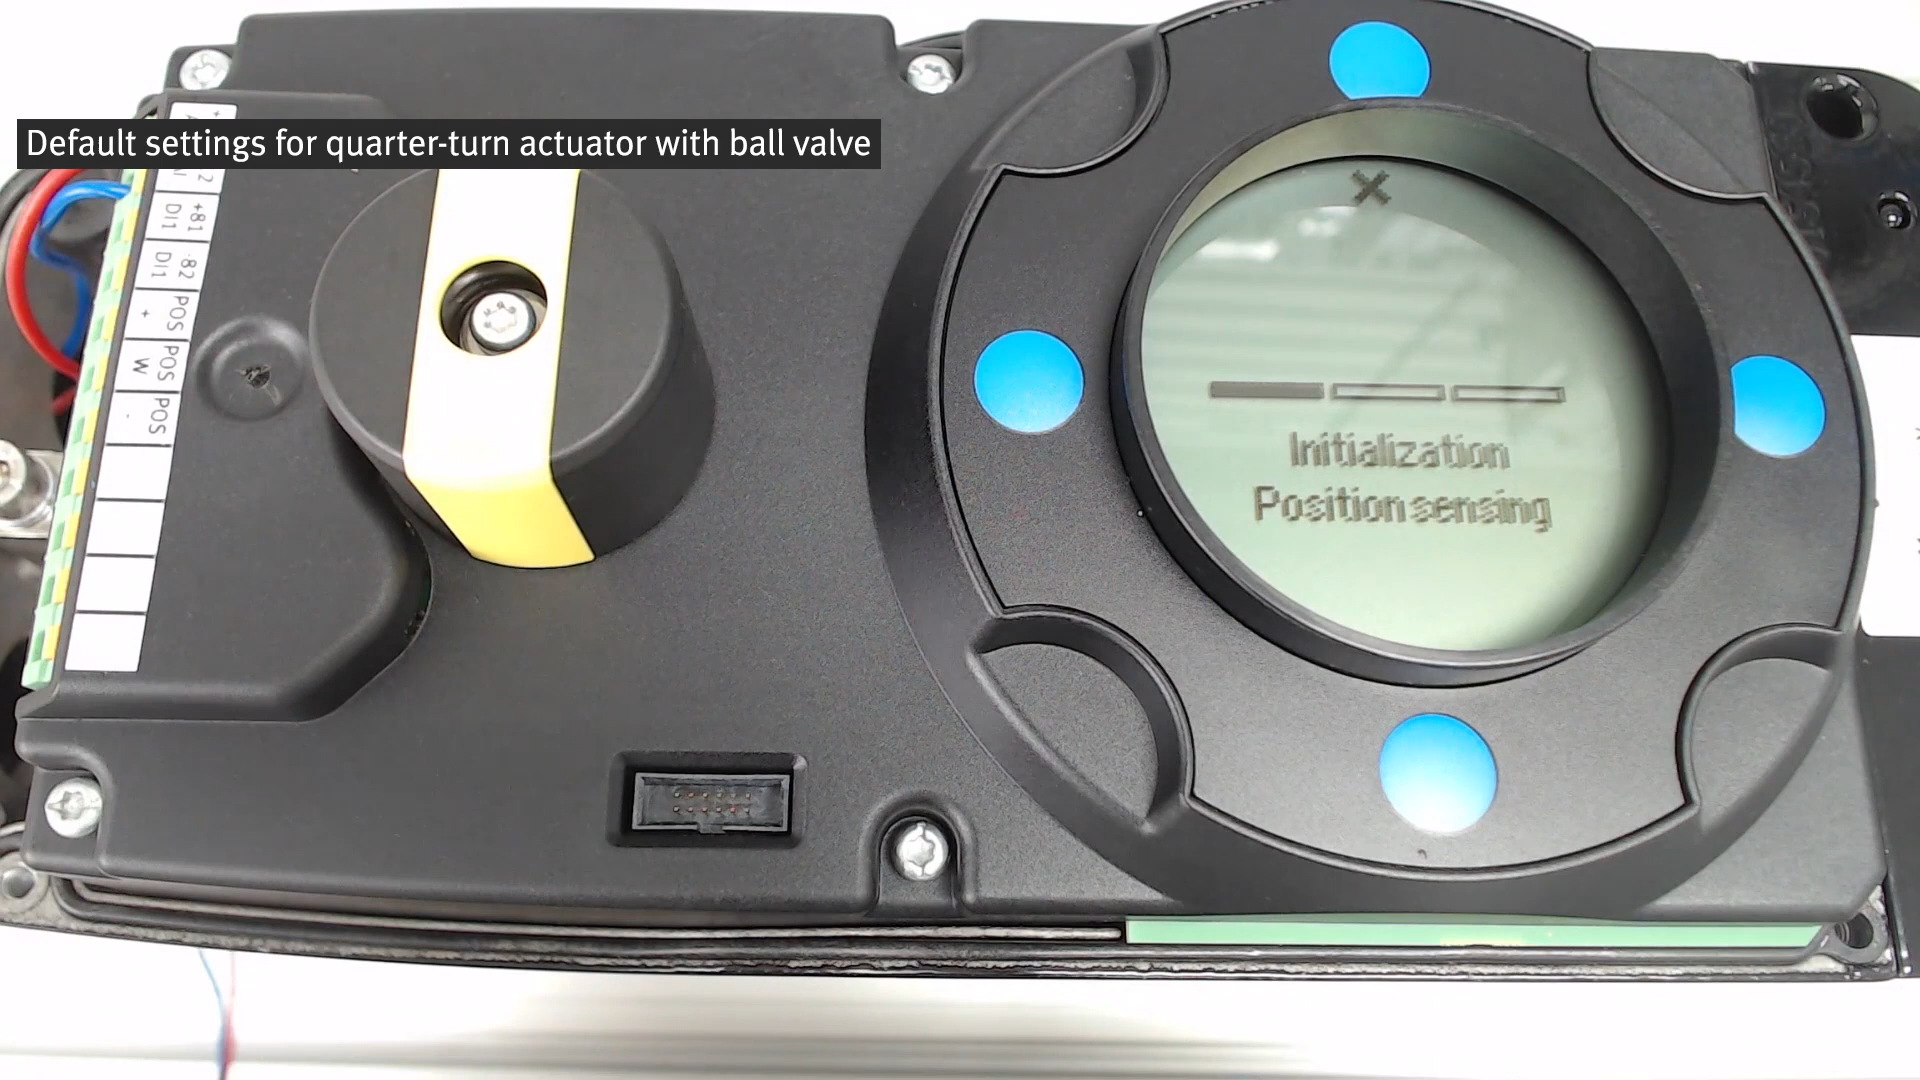 Default settings for quarter-turn actuator with ball valve
+81
DI1
-82
DI1
POS
+
POS
W
POS
-
Initialization
Position sensing